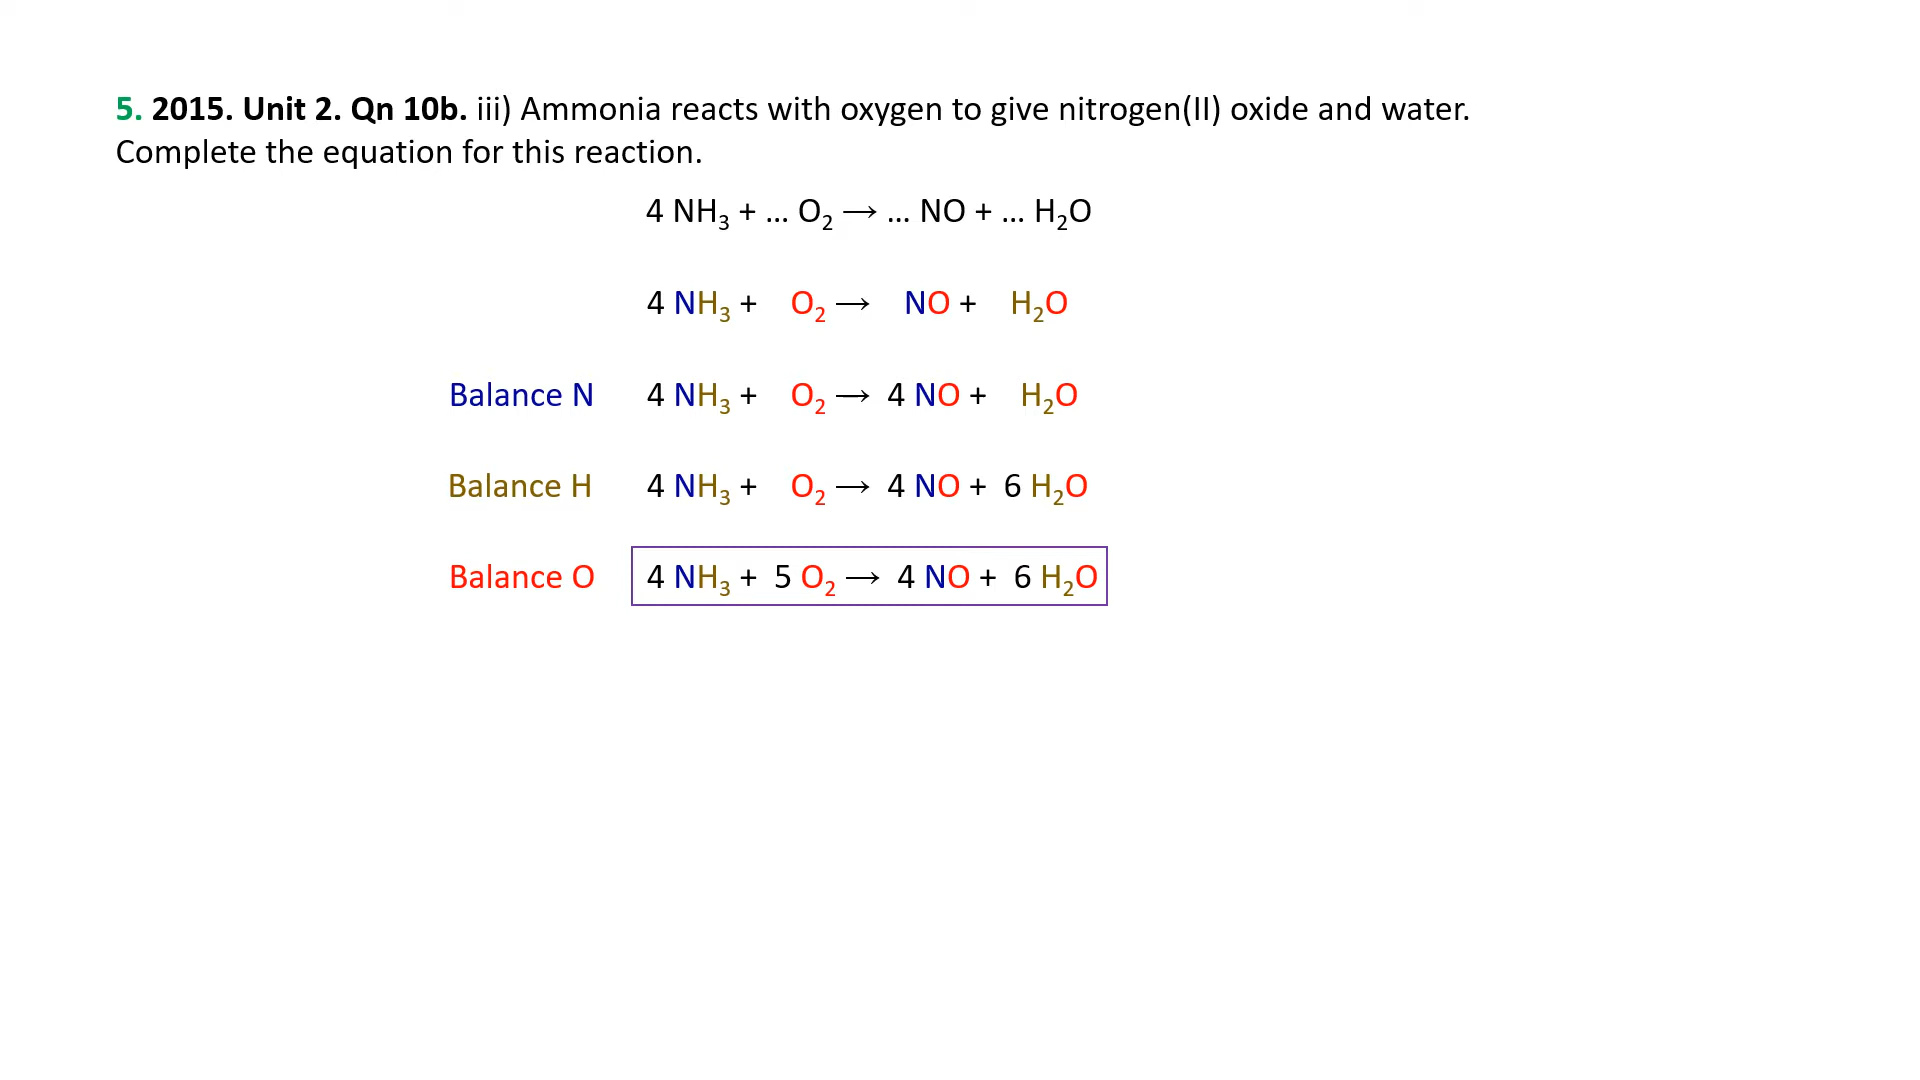 5. 2015. Unit 2. Qn 10b. iii) Ammonia reacts with oxygen to give nitrogen(II) oxide and water.
Complete the equation for this reaction.
4 NH₃ + ... O₂ → ... NO + ... H₂O
4 NH₃ + O₂ → NO + H₂O
Balance N 4 NH₃ + O₂ → 4 NO + H₂O
Balance H 4 NH₃ + O₂ → 4 NO + 6 H₂O
Balance O 4 NH₃ + 5 O₂ → 4 NO + 6 H₂O